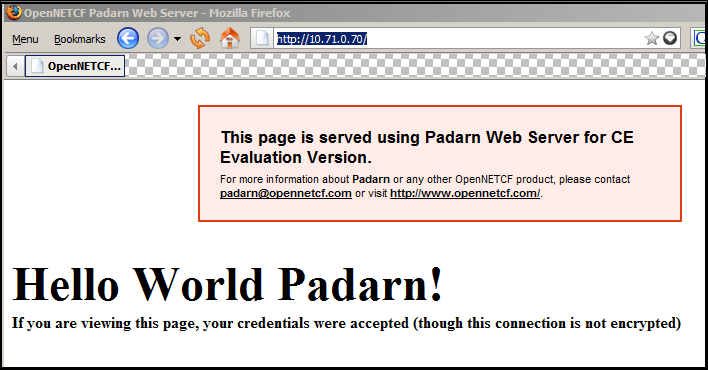 OpenNETCF Padarn Web Server - Mozilla Firefox
Menu Bookmarks http://10.71.0.70/
OpenNETCF...
This page is served using Padarn Web Server for CE
Evaluation Version.
For more information about Padarn or any other OpenNETCF product, please contact
padarn@opennetcf.com or visit http://www.opennetcf.com/.
Hello World Padarn!
If you are viewing this page, your credentials were accepted (though this connection is not encrypted)